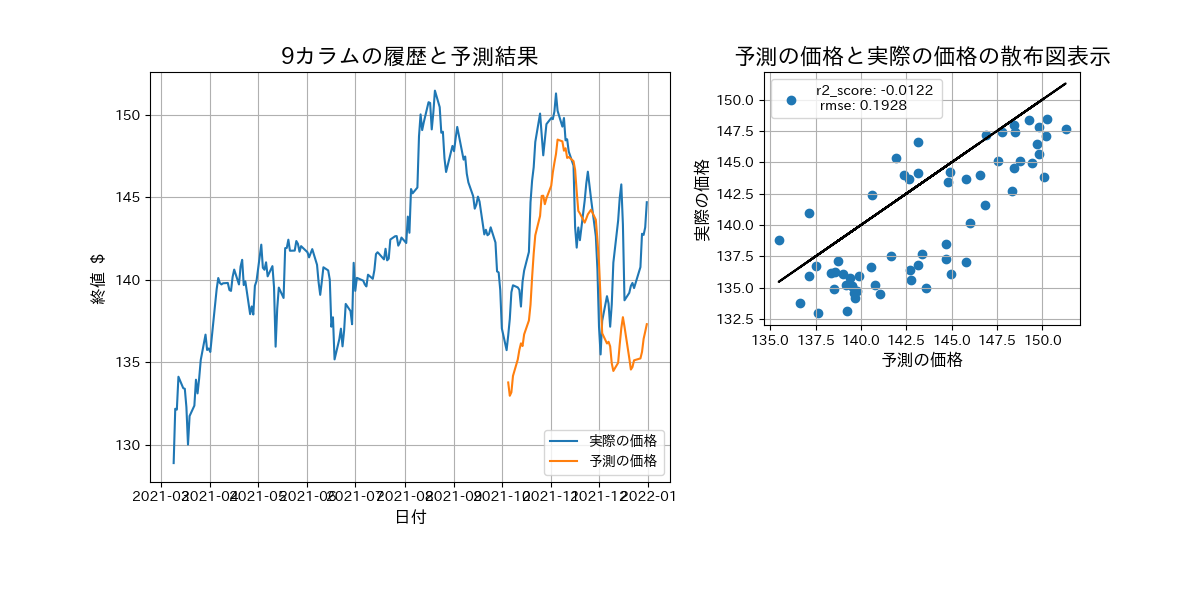 9カラムの履歴と予測結果
終値 $
150
145
140
135
130
2021-03 2021-04 2021-05 2021-06 2021-07 2021-08 2021-09 2021-10 2021-11 2021-12 2022-01
日付
実際の価格
予測の価格
予測の価格と実際の価格の散布図表示
r2_score: -0.0122
rmse: 0.1928
実際の価格
150.0
147.5
145.0
142.5
140.0
137.5
135.0
132.5
135.0 137.5 140.0 142.5 145.0 147.5 150.0
予測の価格